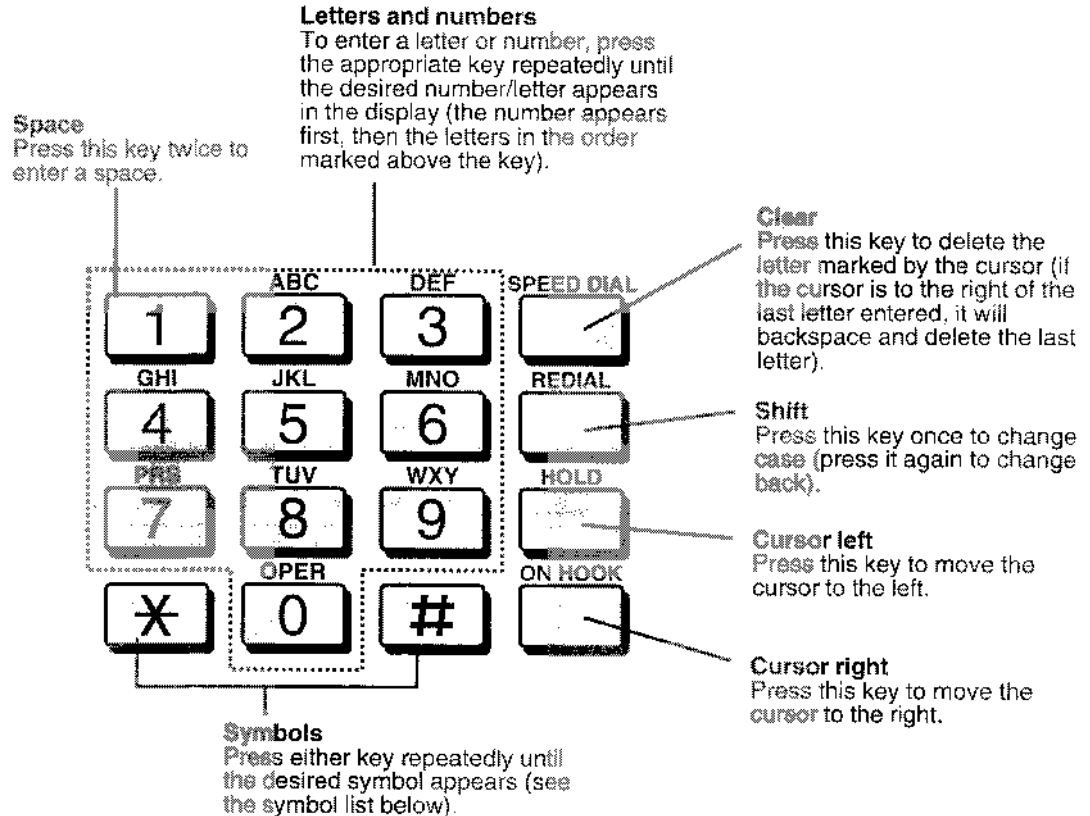 Letters and numbers
To enter a letter or number, press
the appropriate key repeatedly until
the desired number/letter appears
in the display (the number appears
first, then the letters in the order
marked above the key).
Space
Press this key twice to
enter a space.
Clear
Press this key to delete the
letter marked by the cursor (if
the cursor is to the right of the
last letter entered, it will
backspace and delete the last
letter).
ABC DEF SPEED DIAL
1 2 3
GHI JKL MNO REDIAL
4 5 6
Shift
Press this key once to change
case (press it again to change
back).
PRS TUV WXY HOLD
7 8 9
Cursor left
Press this key to move the
cursor to the left.
OPER ON HOOK
* 0 #
Cursor right
Press this key to move the
cursor to the right.
Symbols
Press either key repeatedly until
the desired symbol appears (see
the symbol list below).